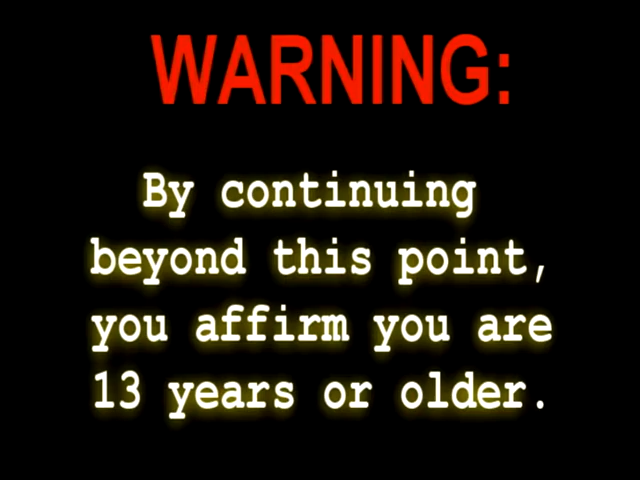 WARNING:
By continuing
beyond this point,
you affirm you are
13 years or older.